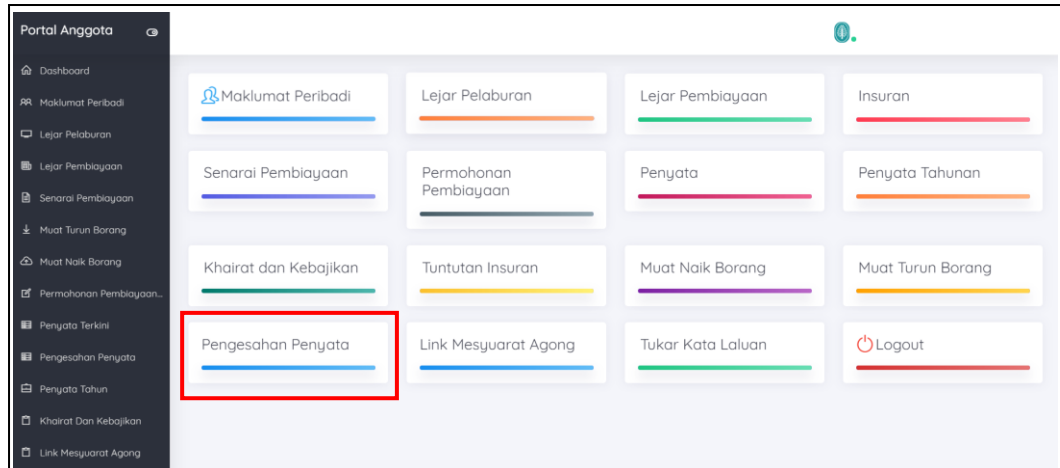 Portal Anggota
Dashboard
Maklumat Peribadi
Lejar Pelaburan
Lejar Pembiayaan
Senarai Pembiayaan
Muat Turun Borang
Muat Naik Borang
Permohonan Pembiayaan...
Penyata Terkini
Pengesahan Penyata
Penyata Tahun
Khairat Dan Kebajikan
Link Mesyuarat Agong
Maklumat Peribadi
Lejar Pelaburan
Lejar Pembiayaan
Insuran
Senarai Pembiayaan
Permohonan
Pembiayaan
Penyata
Penyata Tahunan
Khairat dan Kebajikan
Tuntutan Insuran
Muat Naik Borang
Muat Turun Borang
Pengesahan Penyata
Link Mesyuarat Agong
Tukar Kata Laluan
Logout